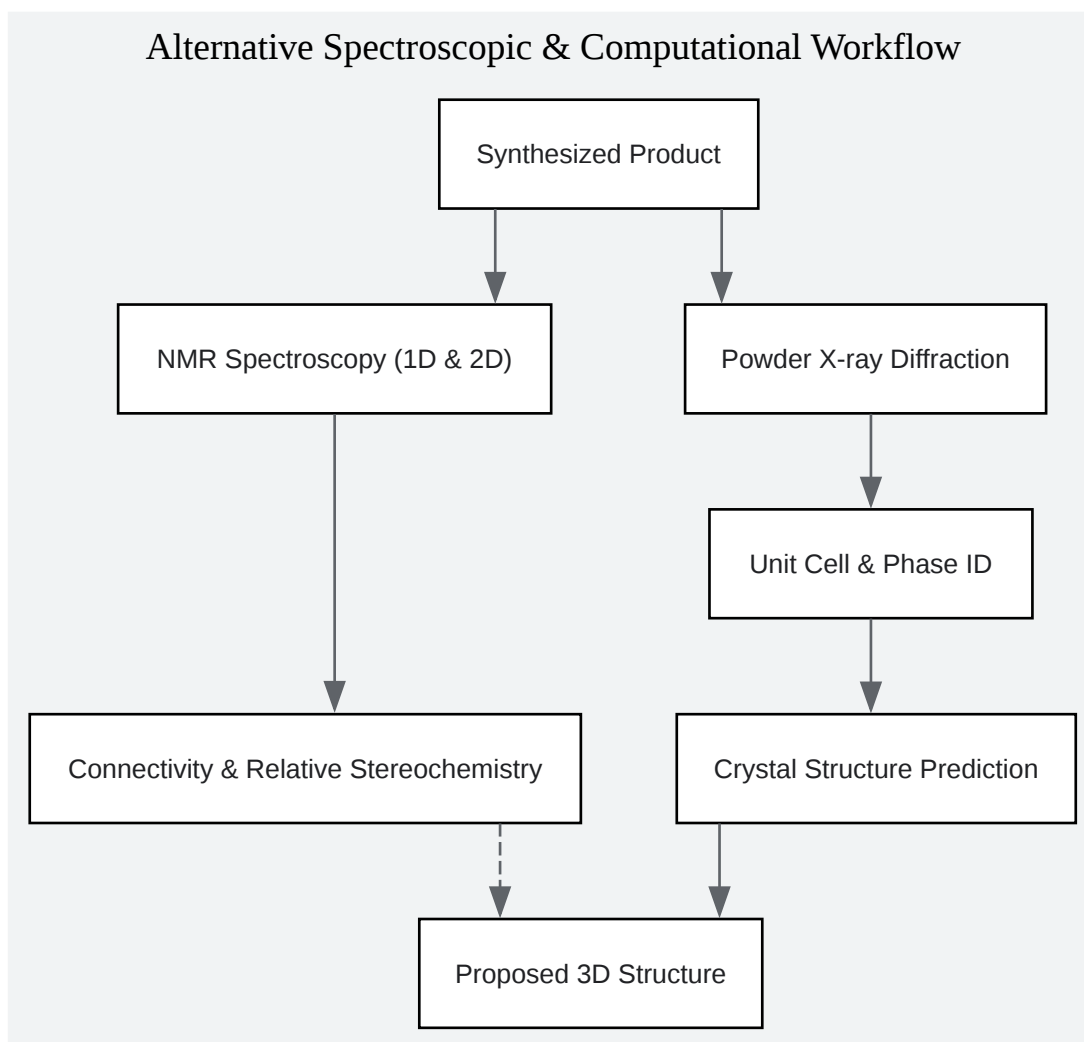 Alternative Spectroscopic & Computational Workflow
Synthesized Product
NMR Spectroscopy (1D & 2D)
Powder X-ray Diffraction
Unit Cell & Phase ID
Connectivity & Relative Stereochemistry
Crystal Structure Prediction
Proposed 3D Structure